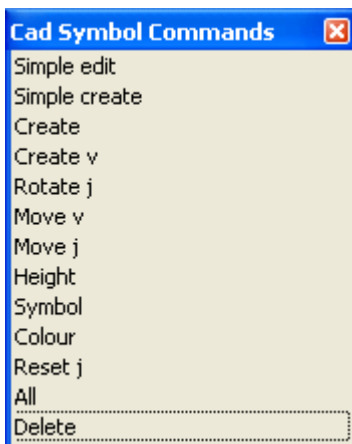 Cad Symbol Commands
Simple edit
Simple create
Create
Create v
Rotate j
Move v
Move j
Height
Symbol
Colour
Reset j
All
Delete